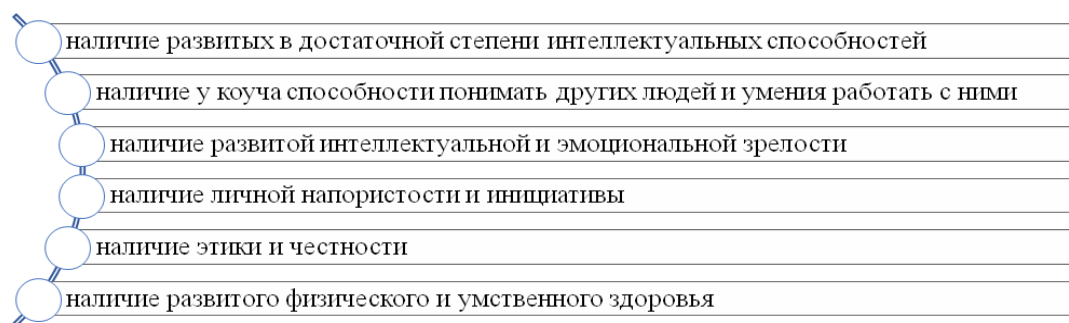 наличие развитых в достаточной степени интеллектуальных способностей
наличие у коуча способности понимать других людей и умения работать с ними
наличие развитой интеллектуальной и эмоциональной зрелости
наличие личной напористости и инициативы
наличие этики и честности
наличие развитого физического и умственного здоровья